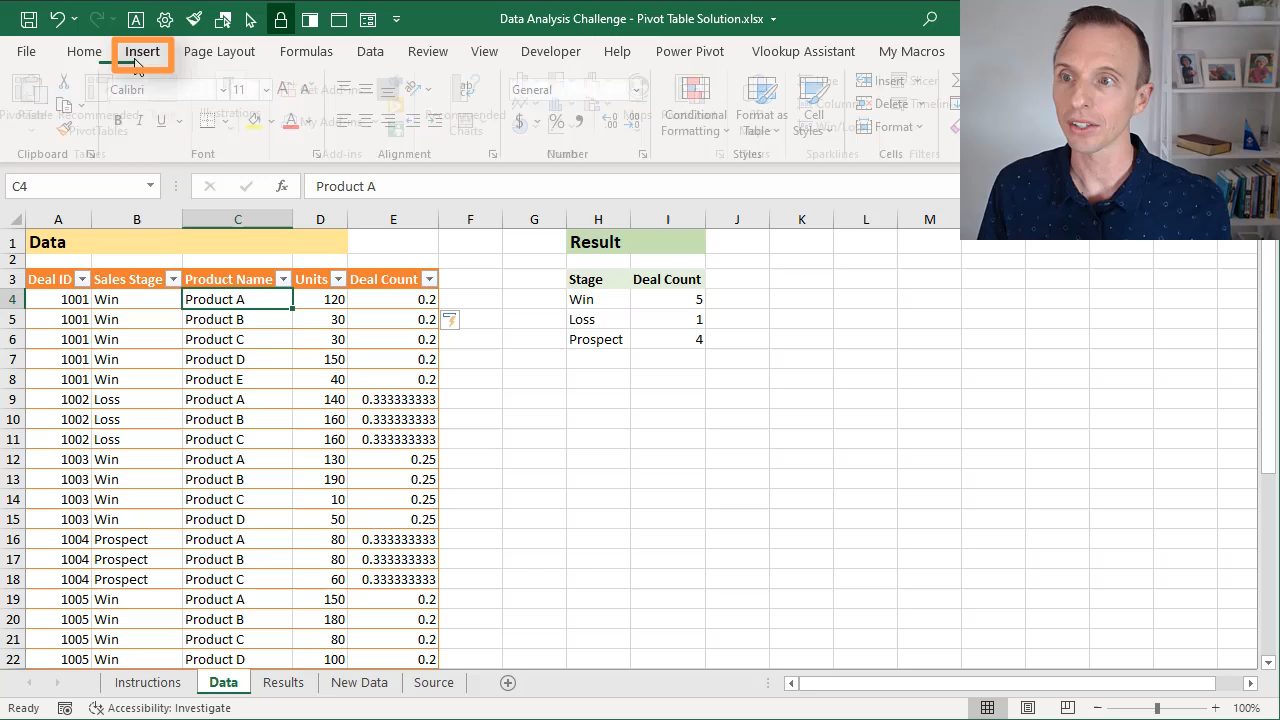 Data Analysis Challenge - Pivot Table Solution.xlsx
File Home Insert Page Layout Formulas Data Review View Developer Help Power Pivot Vlookup Assistant My Macros
Calibri 11 General Insert
Conditional Format as Cell Delete
Formatting Table Styles Format
Clipboard Font Alignment Number Styles Cells
C4 Product A
A B C D E F G H I J K L M
1 Data Result
2
3 Deal ID Sales Stage Product Name Units Deal Count Stage Deal Count
4 1001 Win Product A 120 0.2 Win 5
5 1001 Win Product B 30 0.2 Loss 1
6 1001 Win Product C 30 0.2 Prospect 4
7 1001 Win Product D 150 0.2
8 1001 Win Product E 40 0.2
9 1002 Loss Product A 140 0.333333333
10 1002 Loss Product B 160 0.333333333
11 1002 Loss Product C 160 0.333333333
12 1003 Win Product A 130 0.25
13 1003 Win Product B 190 0.25
14 1003 Win Product C 10 0.25
15 1003 Win Product D 50 0.25
16 1004 Prospect Product A 80 0.333333333
17 1004 Prospect Product B 80 0.333333333
18 1004 Prospect Product C 60 0.333333333
19 1005 Win Product A 150 0.2
20 1005 Win Product B 180 0.2
21 1005 Win Product C 80 0.2
22 1005 Win Product D 100 0.2
Instructions Data Results New Data Source
Ready Accessibility: Investigate 100%